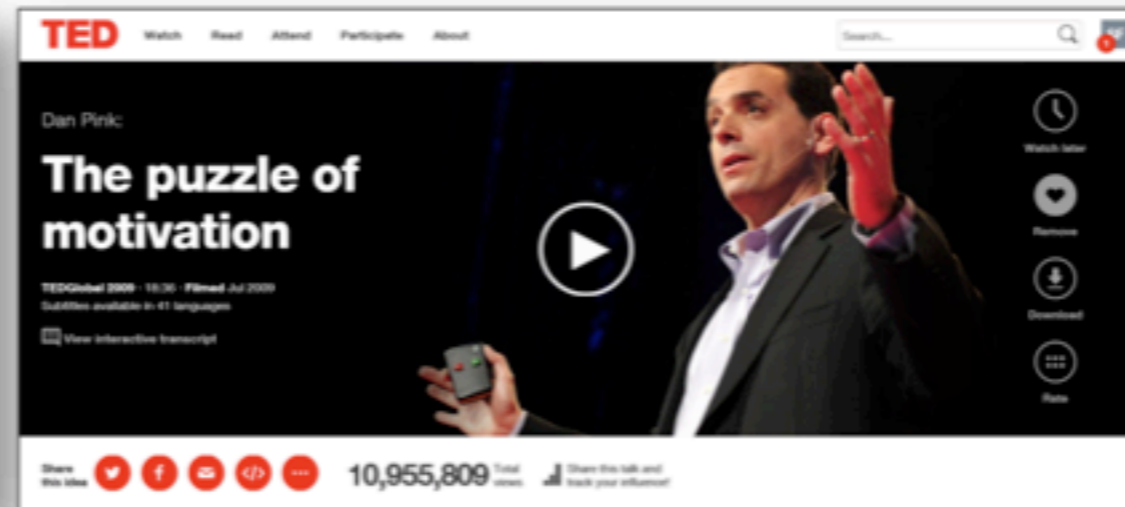 TED Watch Read Attend Participate About Search...
Dan Pink:
The puzzle of
motivation
TEDGlobal 2009 · 18:36 · Filmed Jul 2009
Subtitles available in 41 languages
View interactive transcript
Watch later
Remove
Download
Rate
Share
this idea
10,955,809 Total
views
Share this talk and
track your influence!